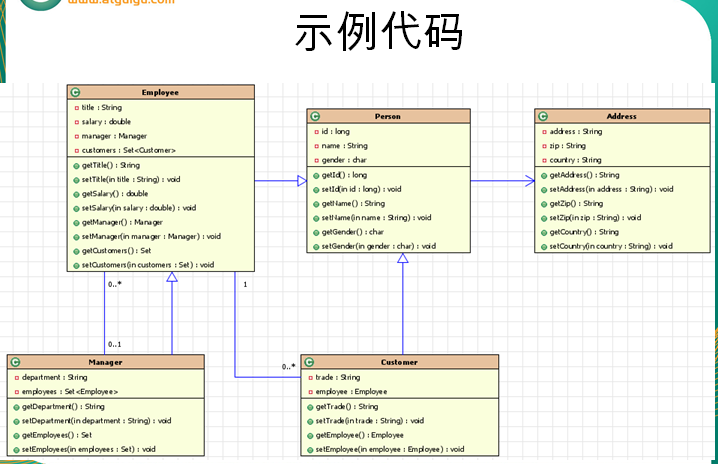 www.atguigu.com
示例代码
Employee
title : String
salary : double
manager : Manager
customers : Set<Customer>
getTitle() : String
setTitle(in title : String) : void
getSalary() : double
setSalary(in salary : double) : void
getManager() : Manager
setManager(in manager : Manager) : void
getCustomers() : Set
setCustomers(in customers : Set) : void
Person
id : long
name : String
gender : char
getId() : long
setId(in id : long) : void
getName() : String
setName(in name : String) : void
getGender() : char
setGender(in gender : char) : void
Address
address : String
zip : String
country : String
getAddress() : String
setAddress(in address : String) : void
getZip() : String
setZip(in zip : String) : void
getCountry() : String
setCountry(in country : String) : void
0..*
1
0..1
0..*
Manager
department : String
employees : Set<Employee>
getDepartment() : String
setDepartment(in department : String) : void
getEmployees() : Set
setEmployees(in employees : Set) : void
Customer
trade : String
employee : Employee
getTrade() : String
setTrade(in trade : String) : void
getEmployee() : Employee
setEmployee(in employee : Employee) : void